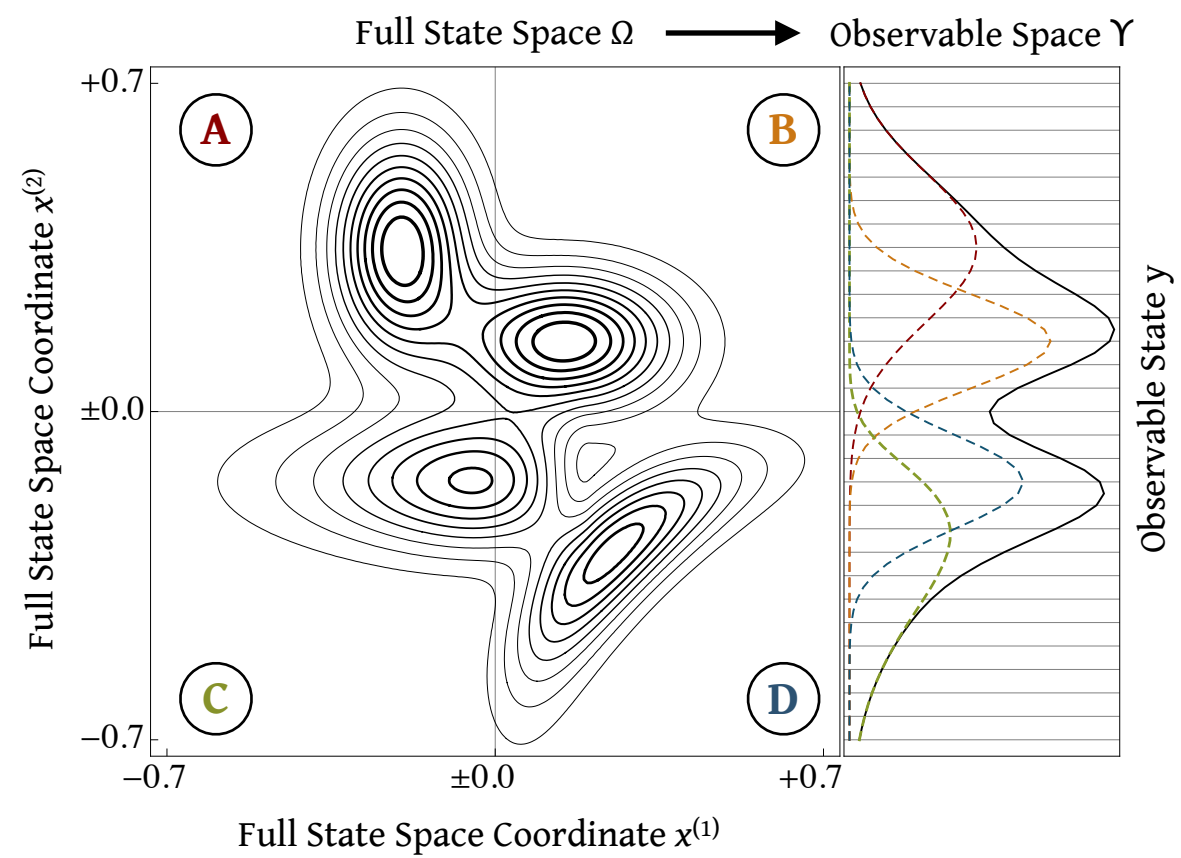 Full State Space Ω
Observable Space ϒ
+0.7
A
B
Full State Space Coordinate x⁽²⁾
±0.0
Observable State y
C
D
−0.7
−0.7
±0.0
+0.7
Full State Space Coordinate x⁽¹⁾